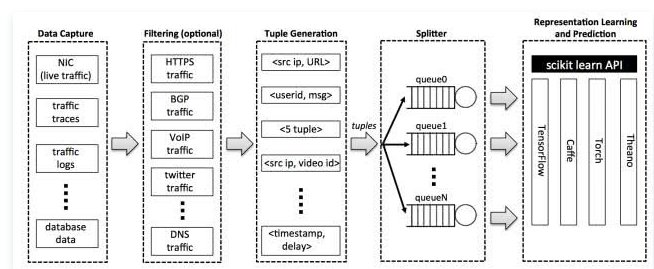 Data Capture
NIC
(live traffic)
traffic
traces
traffic
logs
database
data
Filtering (optional)
HTTPS
traffic
BGP
traffic
VoIP
traffic
twitter
traffic
DNS
traffic
Tuple Generation
<src ip, URL>
<userid, msg>
<5 tuple>
<src ip, video id>
<timestamp,
delay>
tuples
Splitter
queue0
queue1
queueN
Representation Learning
and Prediction
scikit learn API
TensorFlow
Caffe
Torch
Theano